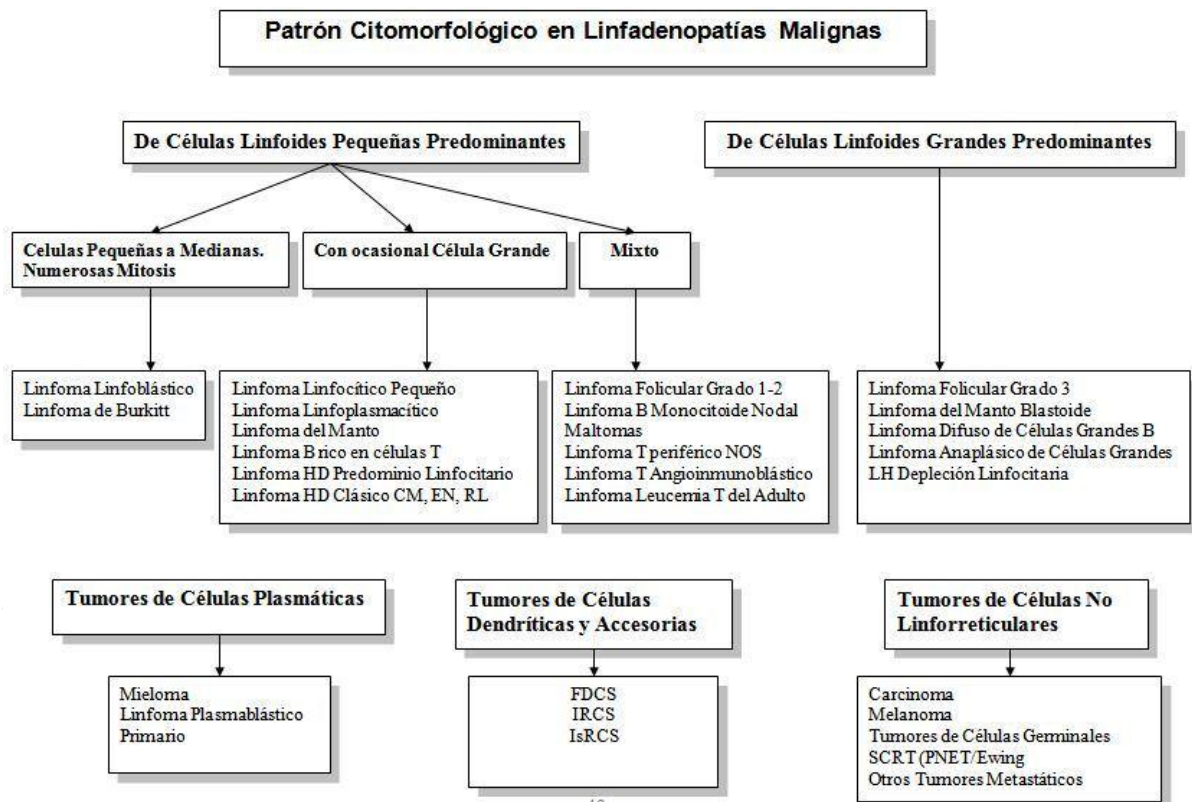 Patrón Citomorfológico en Linfadenopatías Malignas
De Células Linfoides Pequeñas Predominantes
De Células Linfoides Grandes Predominantes
Celulas Pequeñas a Medianas.
Numerosas Mitosis
Con ocasional Célula Grande
Mixto
Linfoma Linfoblástico
Linfoma de Burkitt
Linfoma Linfocítico Pequeño
Linfoma Linfoplasmacítico
Linfoma del Manto
Linfoma B rico en células T
Linfoma HD Predominio Linfocitario
Linfoma HD Clásico CM, EN, RL
Linfoma Folicular Grado 1-2
Linfoma B Monocitoide Nodal
Maltomas
Linfoma T periférico NOS
Linfoma T Angioinmunoblástico
Linfoma Leucemia T del Adulto
Linfoma Folicular Grado 3
Linfoma del Manto Blastoide
Linfoma Difuso de Células Grandes B
Linfoma Anaplásico de Células Grandes
LH Depleción Linfocitaria
Tumores de Células Plasmáticas
Mieloma
Linfoma Plasmablástico
Primario
Tumores de Células
Dendríticas y Accesorias
FDCS
IRCS
IsRCS
Tumores de Células No
Linforreticulares
Carcinoma
Melanoma
Tumores de Células Germinales
SCRT (PNET/Ewing
Otros Tumores Metastáticos